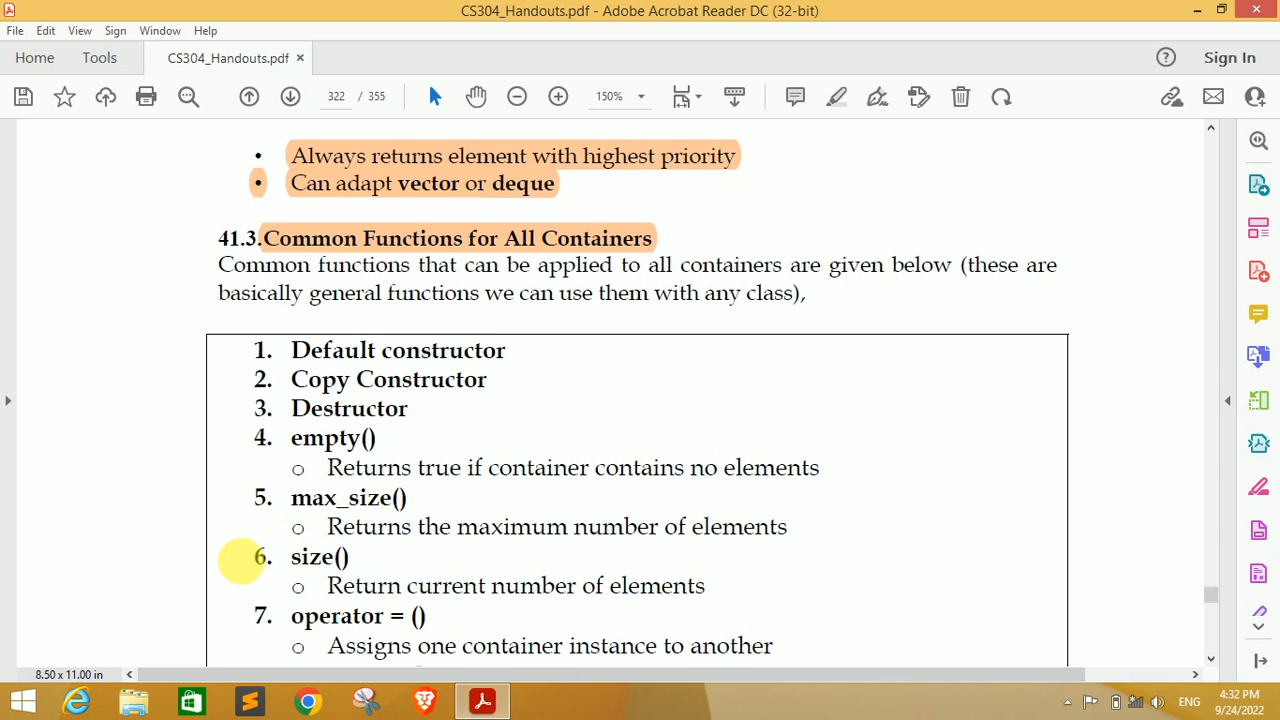 CS304_Handouts.pdf - Adobe Acrobat Reader DC (32-bit)
File Edit View Sign Window Help
Home Tools CS304_Handouts.pdf × Sign In
322 / 355 150%
• Always returns element with highest priority
• Can adapt vector or deque
41.3.Common Functions for All Containers
Common functions that can be applied to all containers are given below (these are
basically general functions we can use them with any class),
1. Default constructor
2. Copy Constructor
3. Destructor
4. empty()
o Returns true if container contains no elements
5. max_size()
o Returns the maximum number of elements
6. size()
o Return current number of elements
7. operator = ()
o Assigns one container instance to another
8.50 x 11.00 in
ENG
4:32 PM
9/24/2022